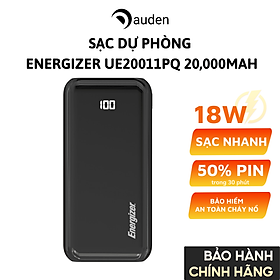 auden
SẠC DỰ PHÒNG
ENERGIZER UE20011PQ 20,000MAH
100
Energizer
18W
SẠC NHANH
50% PIN
trong 30 phút
BẢO HIỂM
AN TOÀN CHÁY NỔ
BẢO HÀNH
CHÍNH HÃNG